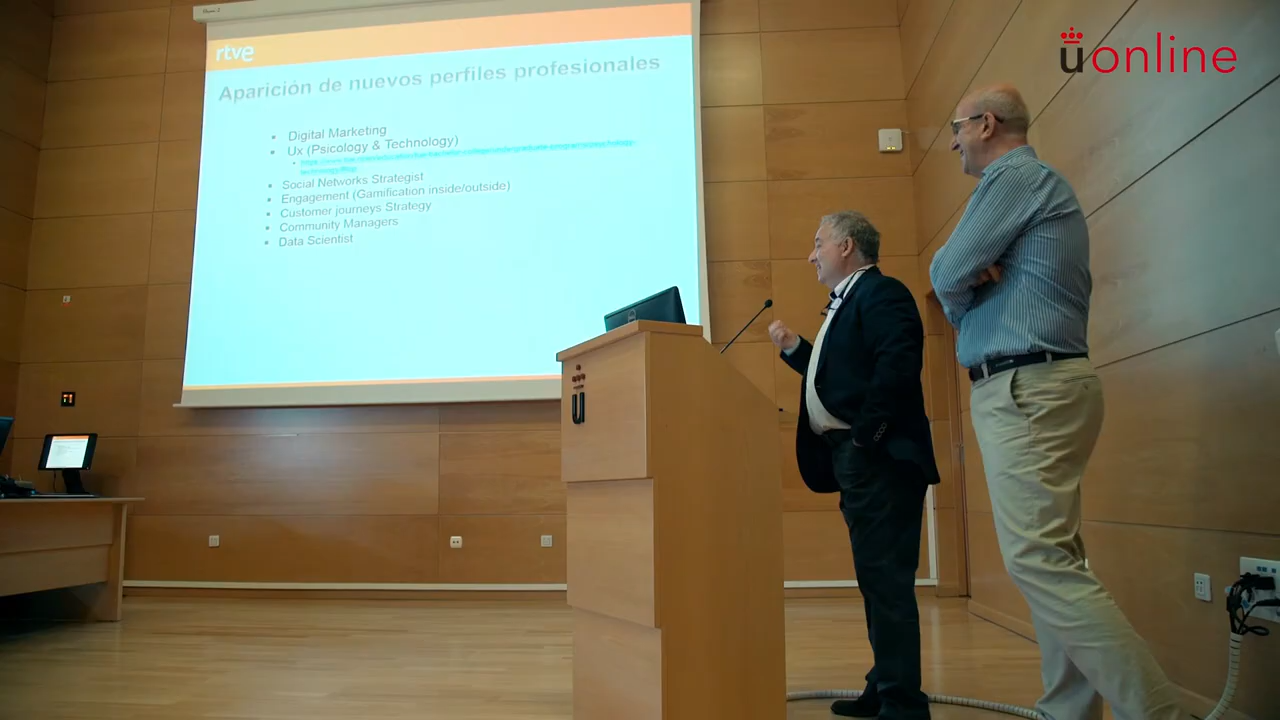 rtve
uonline
Aparición de nuevos perfiles profesionales
• Digital Marketing
• Ux (Psicology & Technology)
• Social Networks Strategist
• Engagement (Gamification inside/outside)
• Customer journeys Strategy
• Community Managers
• Data Scientist